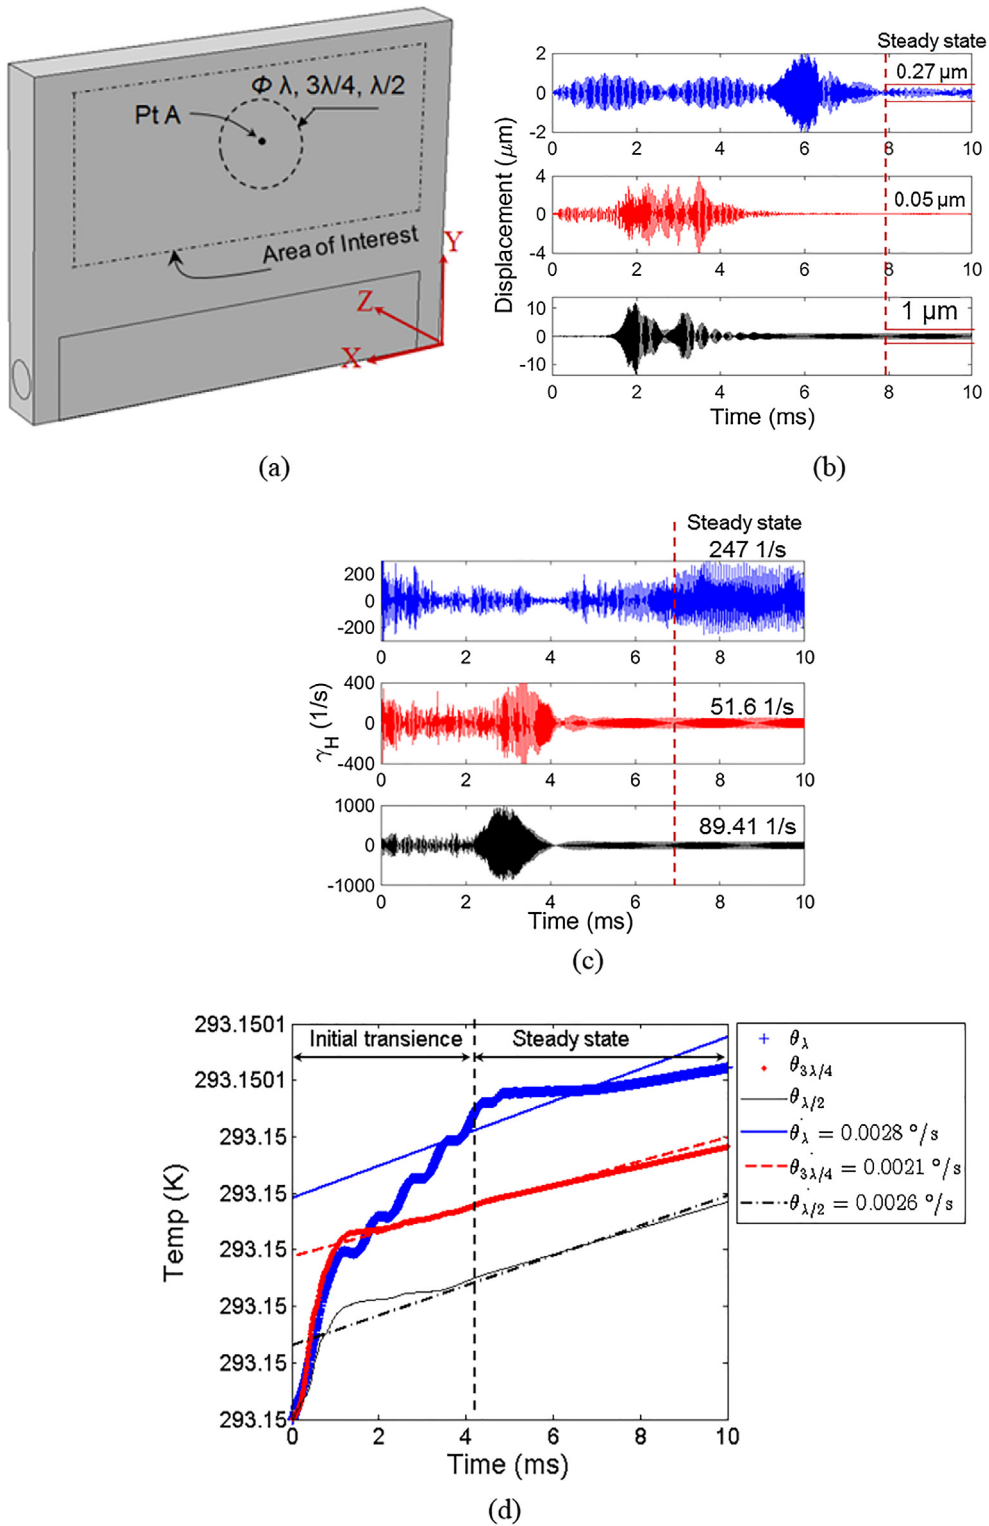 Φ λ, 3λ/4, λ/2
Pt A
Area of Interest
Y
Z
X
(a)
Steady state
Displacement (μm)
2
0
-2
0.27 μm
0 2 4 6 8 10
4
0
-4
0.05 μm
0 2 4 6 8 10
10
0
-10
1 μm
0 2 4 6 8 10
Time (ms)
(b)
Steady state
247 1/s
200
0
-200
0 2 4 6 8 10
γH (1/s)
400
0
-400
51.6 1/s
0 2 4 6 8 10
1000
0
-1000
89.41 1/s
0 2 4 6 8 10
Time (ms)
(c)
Temp (K)
293.1501
293.1501
293.15
293.15
293.15
293.15
293.15
293.15
Initial transience
Steady state
0 2 4 6 8 10
Time (ms)
θλ
θ3λ/4
θλ/2
θ̇λ = 0.0028 °/s
θ̇3λ/4 = 0.0021 °/s
θ̇λ/2 = 0.0026 °/s
(d)